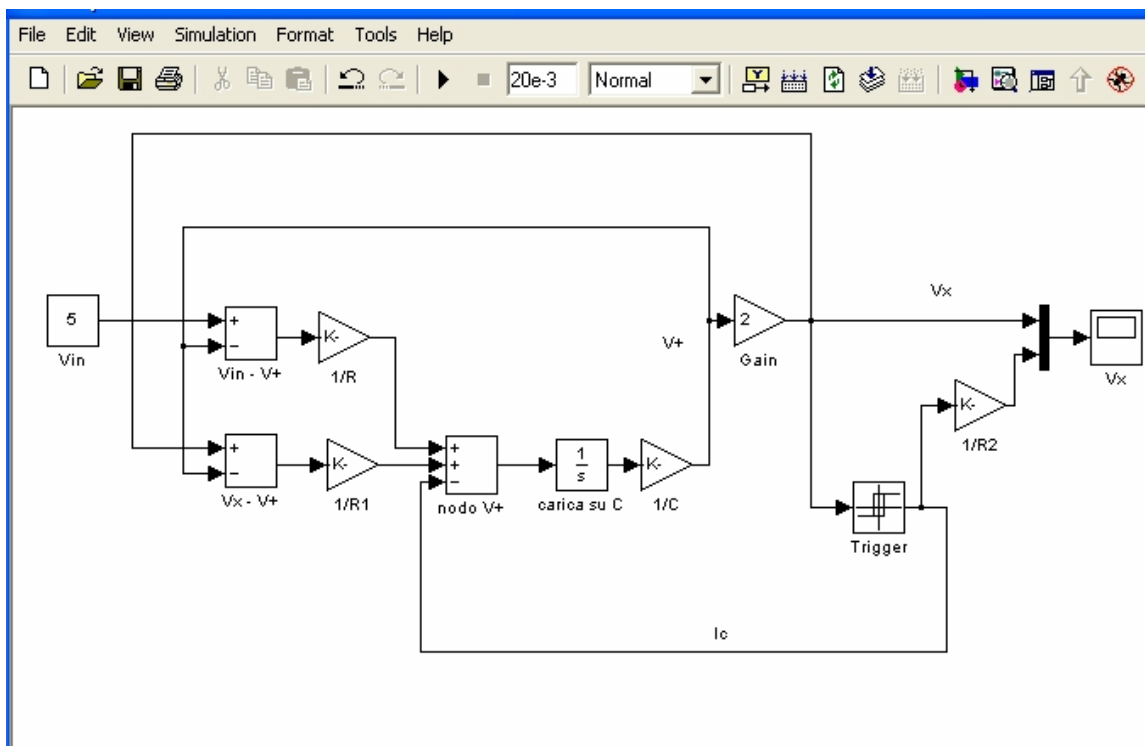 File Edit View Simulation Format Tools Help
20e-3 Normal
Vx
5
2
Vin
V+
Gain
Vin - V+
K-
1/R
Vx
K-
1/R2
Vx - V+
K-
1/R1
nodo V+
1
s
carica su C
K-
1/C
Trigger
Ic